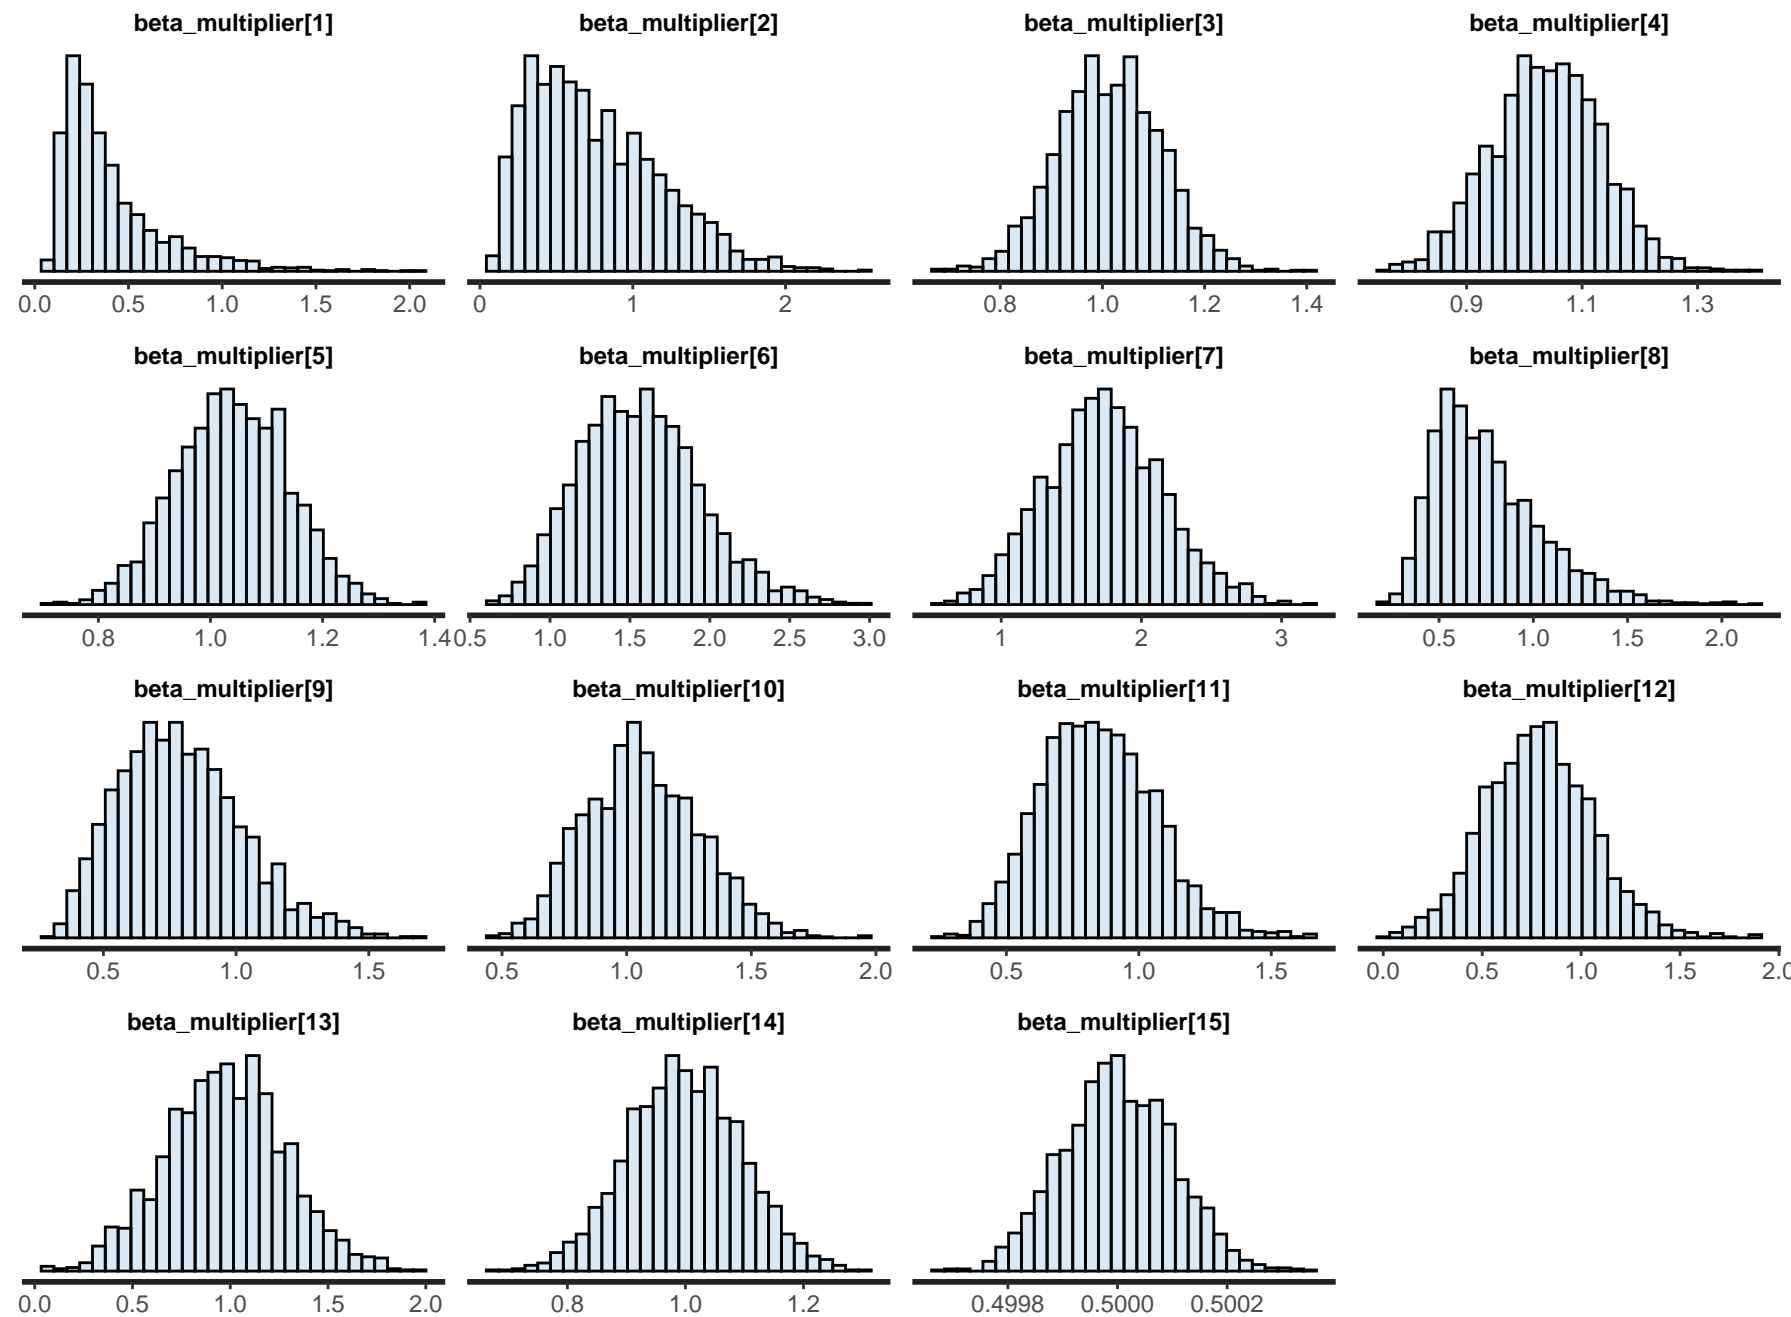 beta_multiplier[1] beta_multiplier[2] beta_multiplier[3] beta_multiplier[4]
0.0 0.5 1.0 1.5 2.0 0 1 2 0.8 1.0 1.2 1.4 0.9 1.1 1.3
beta_multiplier[5] beta_multiplier[6] beta_multiplier[7] beta_multiplier[8]
0.8 1.0 1.2 1.4 0.5 1.0 1.5 2.0 2.5 3.0 1 2 3 0.5 1.0 1.5 2.0
beta_multiplier[9] beta_multiplier[10] beta_multiplier[11] beta_multiplier[12]
0.5 1.0 1.5 0.5 1.0 1.5 2.0 0.5 1.0 1.5 0.0 0.5 1.0 1.5 2.0
beta_multiplier[13] beta_multiplier[14] beta_multiplier[15]
0.0 0.5 1.0 1.5 2.0 0.8 1.0 1.2 0.4998 0.5000 0.5002